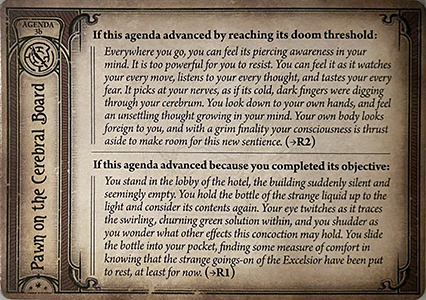 AGENDA
3b
Pawn on the Cerebral Board
If this agenda advanced by reaching its doom threshold:
Everywhere you go, you can feel its piercing awareness in your
mind. It is too powerful for you to resist. You can feel it as it watches
your every move, listens to your every thought, and tastes your every
fear. It picks at your nerves, as if its cold, dark fingers were digging
through your cerebrum. You look down to your own hands, and feel
an unsettling thought growing in your mind. Your own body looks
foreign to you, and with a grim finality your consciousness is thrust
aside to make room for this new sentience. (→R2)
If this agenda advanced because you completed its objective:
You stand in the lobby of the hotel, the building suddenly silent and
seemingly empty. You hold the bottle of the strange liquid up to the
light and consider its contents again. Your eye twitches as it traces
the swirling, churning green solution within, and you shudder as
you wonder what other effects this concoction may hold. You slide
the bottle into your pocket, finding some measure of comfort in
knowing that the strange goings-on of the Excelsior have been put
to rest, at least for now. (→R1)